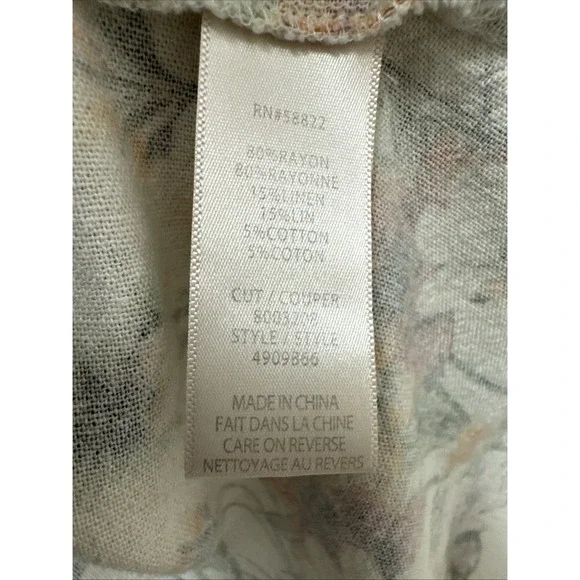 RN#58822
80%RAYON
80%RAYONNE
15%LINEN
15%LIN
5%COTTON
5%COTON
CUT / COUPER
8003208
STYLE / STYLE
4909866
MADE IN CHINA
FAIT DANS LA CHINE
CARE ON REVERSE
NETTOYAGE AU REVERS